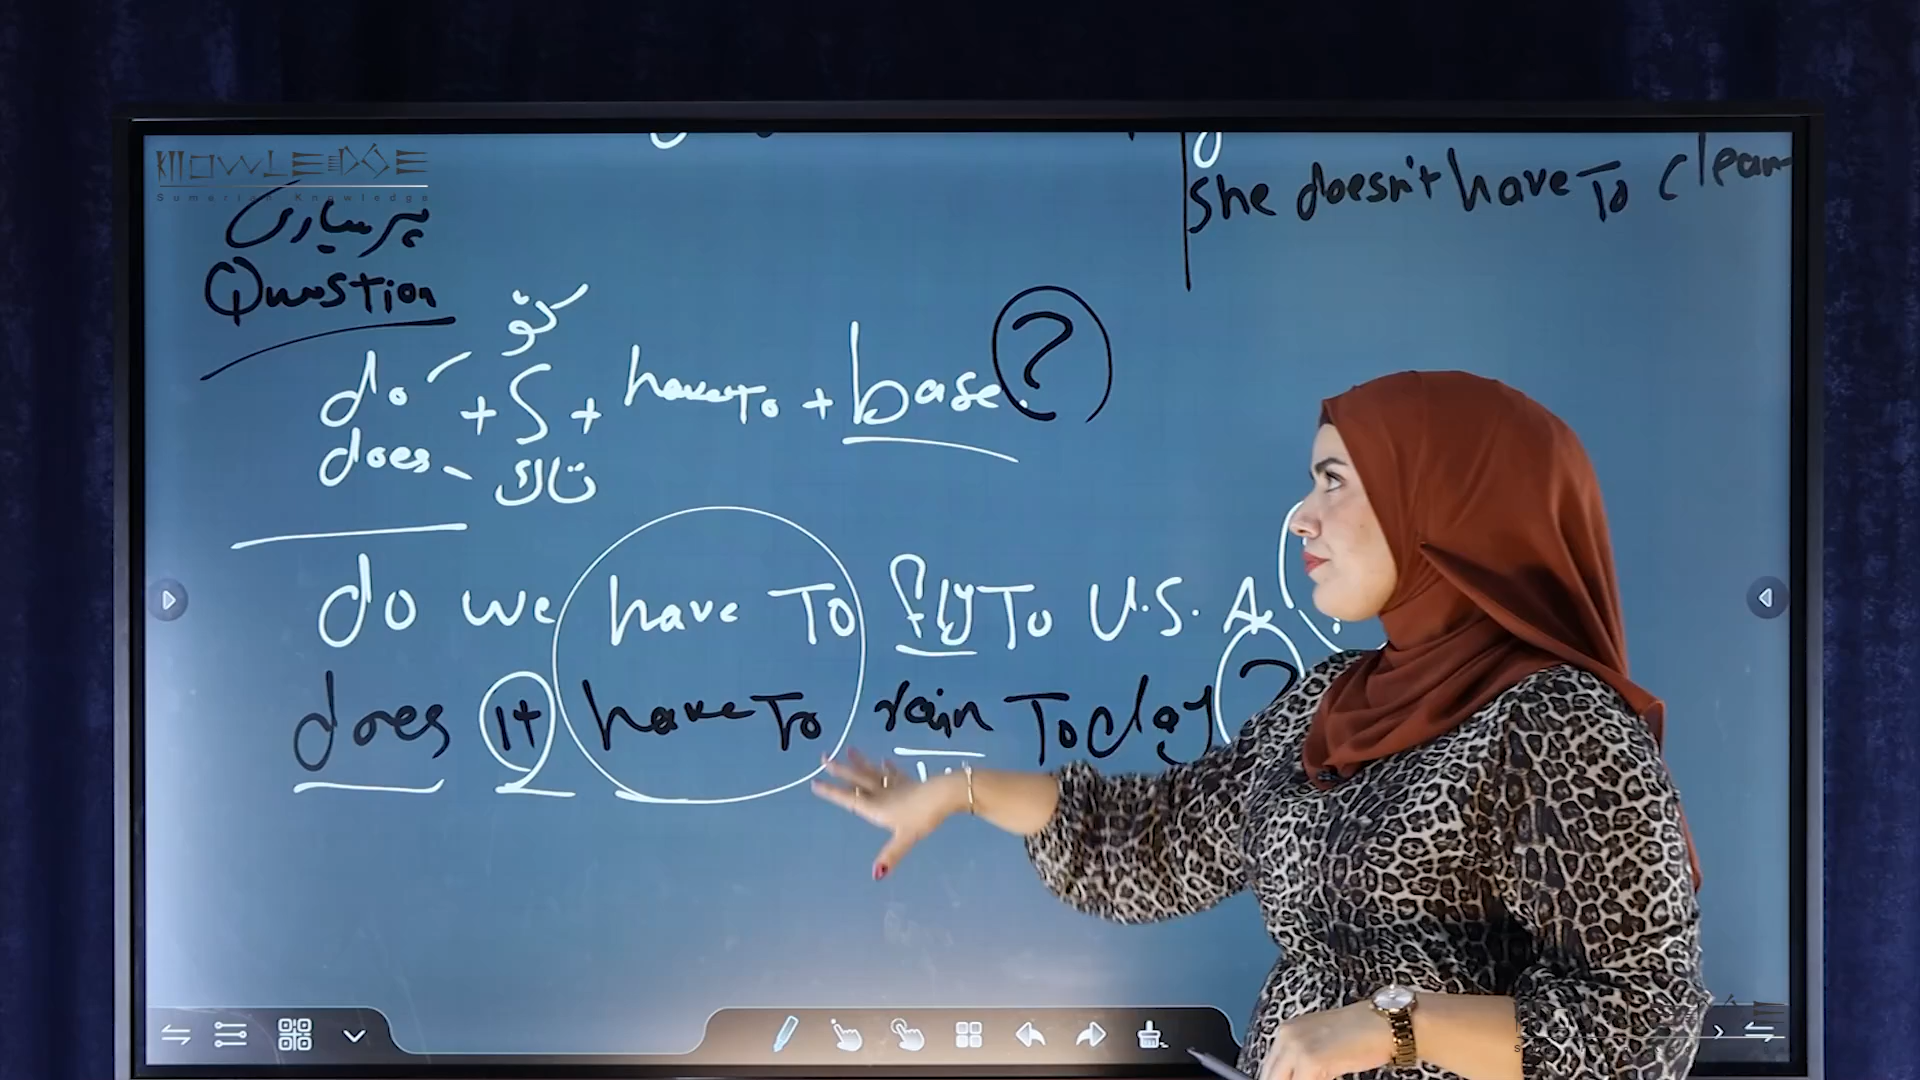 KNOWLEDGE
Sumerian Knowledge
پرسیاری
Question
she doesn't have To clean
کۆ
do + S + have To + base ?
does
تاك
do we have To fly To U.S.A
does it have To rain Today ?